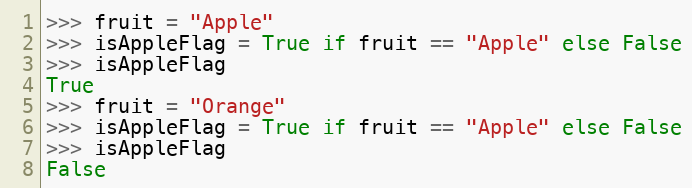 1 >>> fruit = "Apple"
2 >>> isAppleFlag = True if fruit == "Apple" else False
3 >>> isAppleFlag
4 True
5 >>> fruit = "Orange"
6 >>> isAppleFlag = True if fruit == "Apple" else False
7 >>> isAppleFlag
8 False